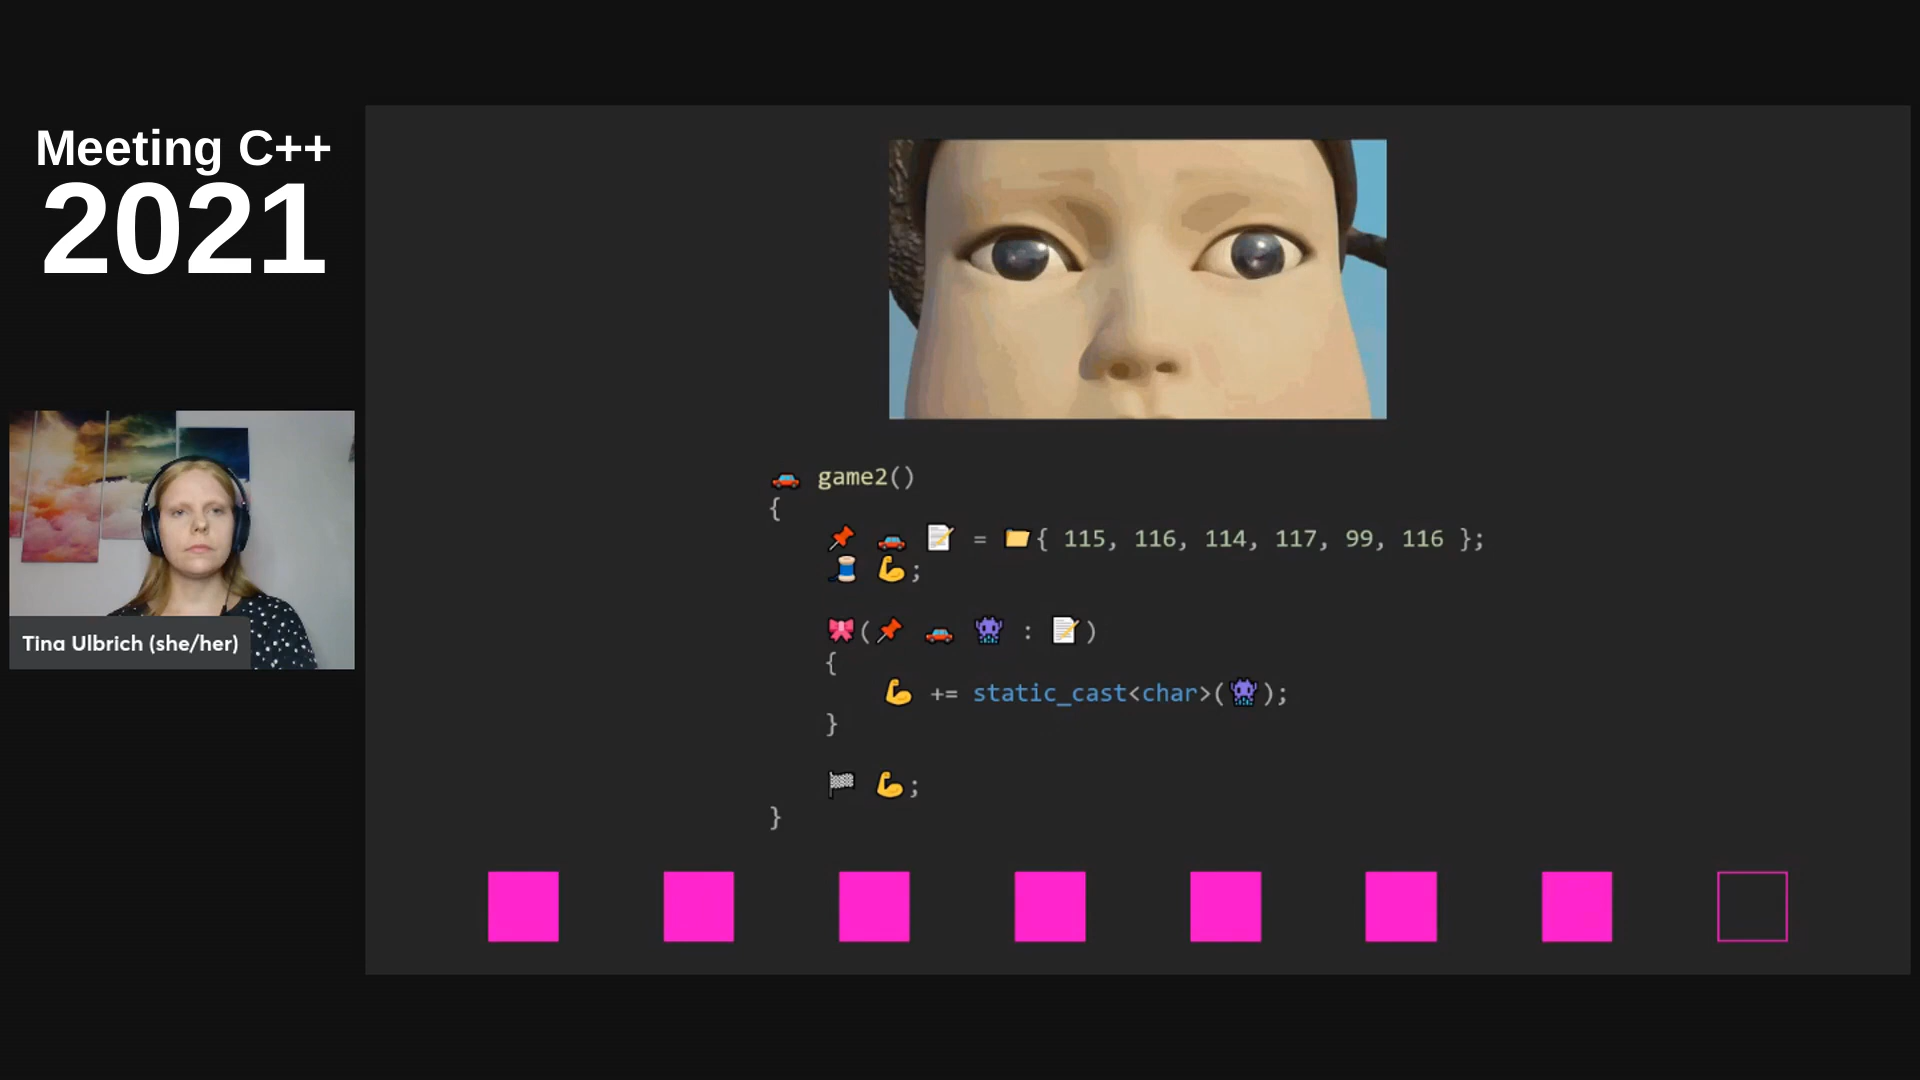 Meeting C++
2021
Tina Ulbrich (she/her)
🚗 game2()
{
📌 🚗 📝 = 📁{ 115, 116, 114, 117, 99, 116 };
🧵 💪;
🎀(📌 🚗 👾 : 📝)
{
💪 += static_cast<char>(👾);
}
🏁 💪;
}